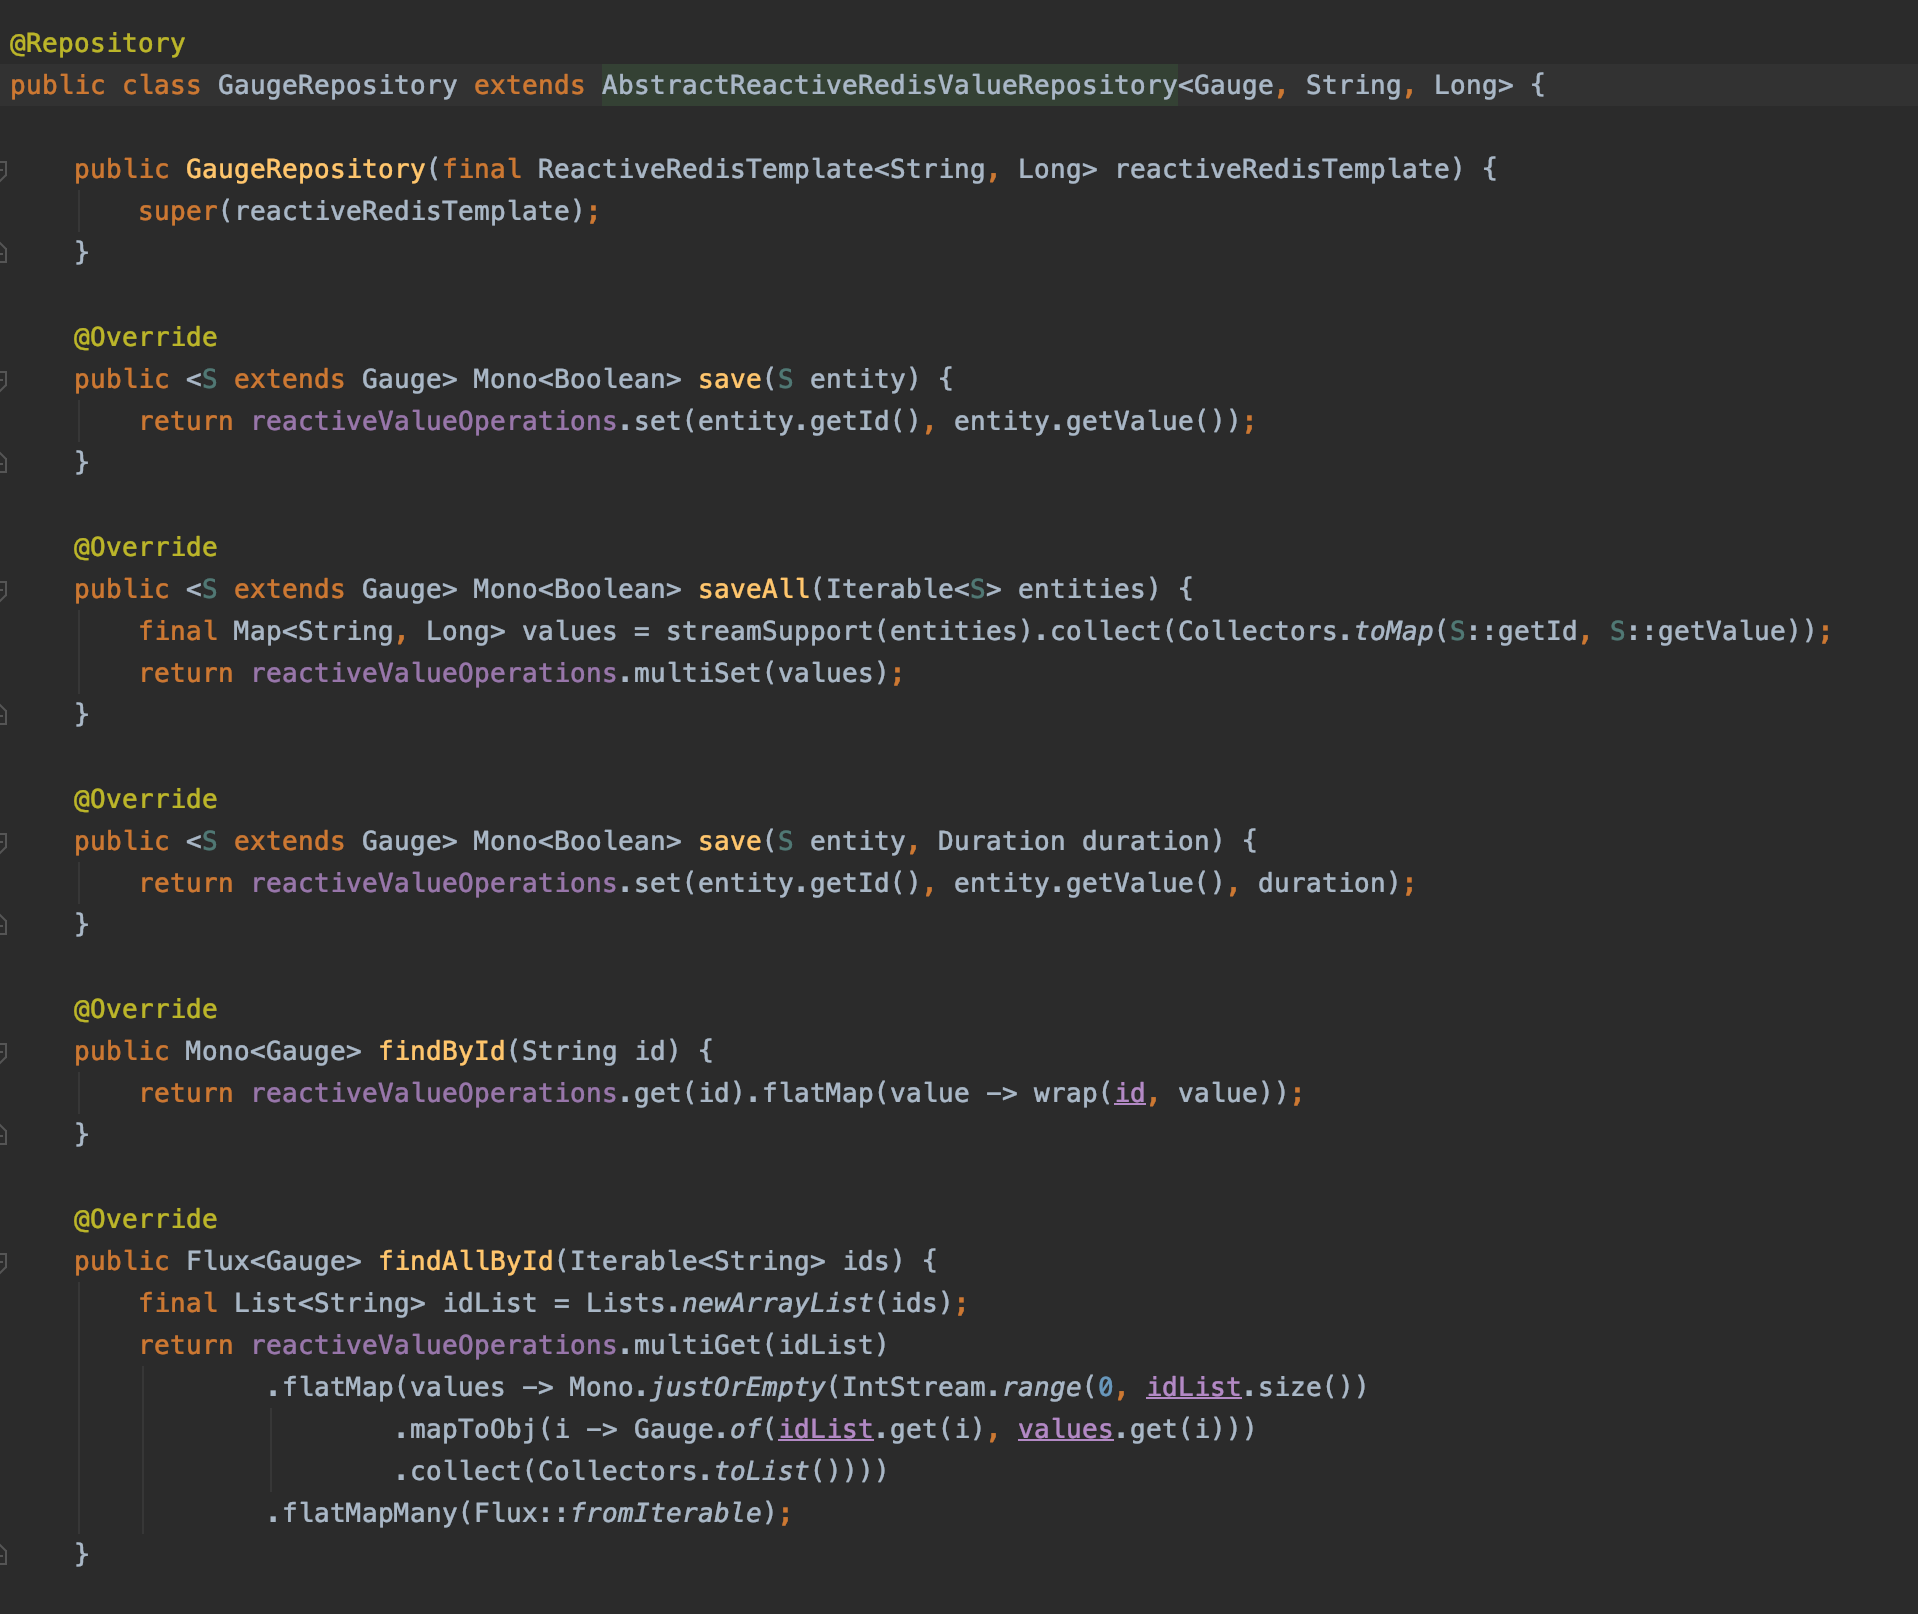 @Repository
public class GaugeRepository extends AbstractReactiveRedisValueRepository<Gauge, String, Long> {
public GaugeRepository(final ReactiveRedisTemplate<String, Long> reactiveRedisTemplate) {
super(reactiveRedisTemplate);
}
@Override
public <S extends Gauge> Mono<Boolean> save(S entity) {
return reactiveValueOperations.set(entity.getId(), entity.getValue());
}
@Override
public <S extends Gauge> Mono<Boolean> saveAll(Iterable<S> entities) {
final Map<String, Long> values = streamSupport(entities).collect(Collectors.toMap(S::getId, S::getValue));
return reactiveValueOperations.multiSet(values);
}
@Override
public <S extends Gauge> Mono<Boolean> save(S entity, Duration duration) {
return reactiveValueOperations.set(entity.getId(), entity.getValue(), duration);
}
@Override
public Mono<Gauge> findById(String id) {
return reactiveValueOperations.get(id).flatMap(value -> wrap(id, value));
}
@Override
public Flux<Gauge> findAllById(Iterable<String> ids) {
final List<String> idList = Lists.newArrayList(ids);
return reactiveValueOperations.multiGet(idList)
.flatMap(values -> Mono.justOrEmpty(IntStream.range(0, idList.size())
.mapToObj(i -> Gauge.of(idList.get(i), values.get(i)))
.collect(Collectors.toList())))
.flatMapMany(Flux::fromIterable);
}